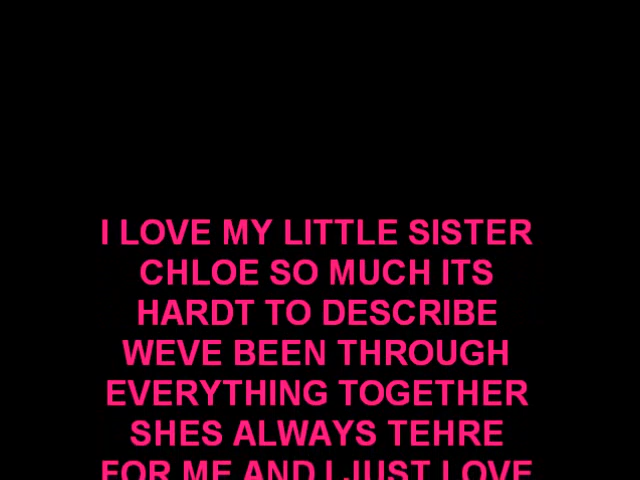 I LOVE MY LITTLE SISTER
CHLOE SO MUCH ITS
HARDT TO DESCRIBE
WEVE BEEN THROUGH
EVERYTHING TOGETHER
SHES ALWAYS TEHRE
FOR ME AND I JUST LOVE